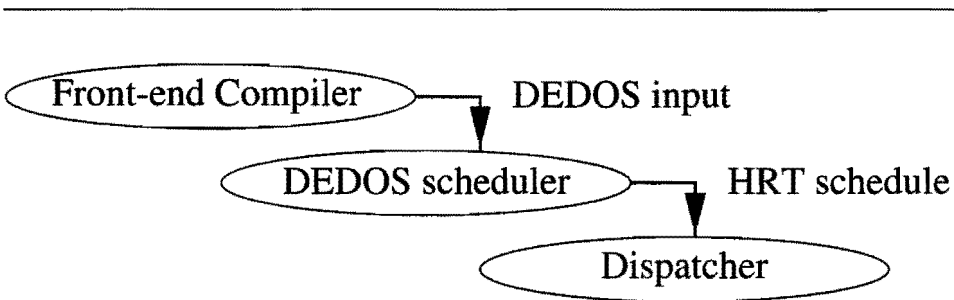 Front-end Compiler
DEDOS input
DEDOS scheduler
HRT schedule
Dispatcher